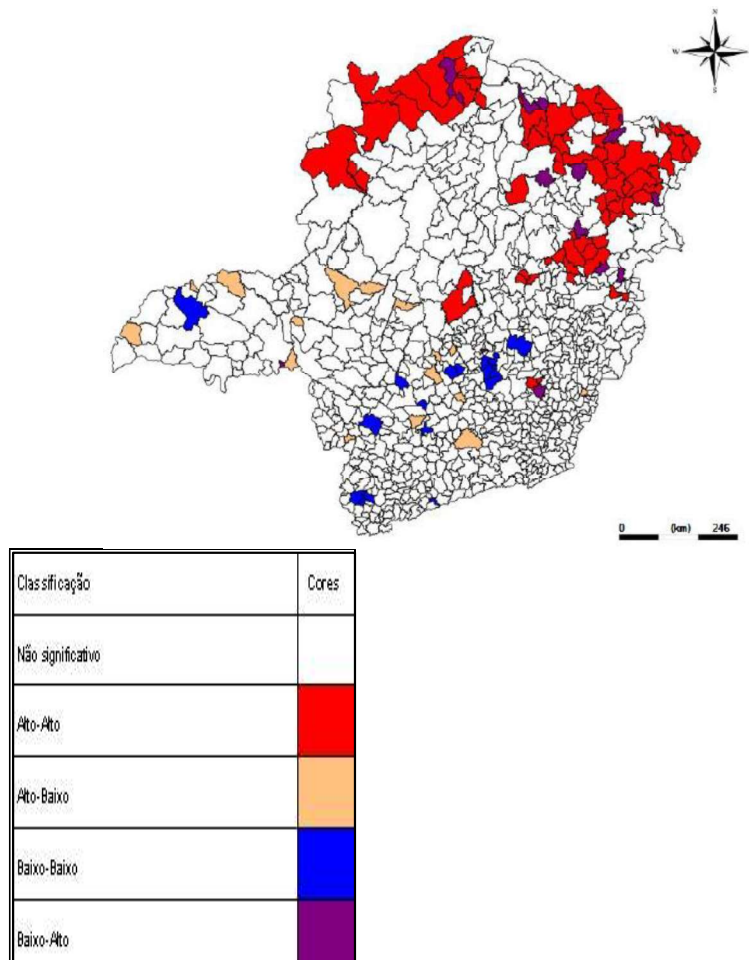 N
W
S
0 (km) 246
Classificação Cores
Não significativo
Alto-Alto
Alto-Baixo
Baixo-Baixo
Baixo-Alto